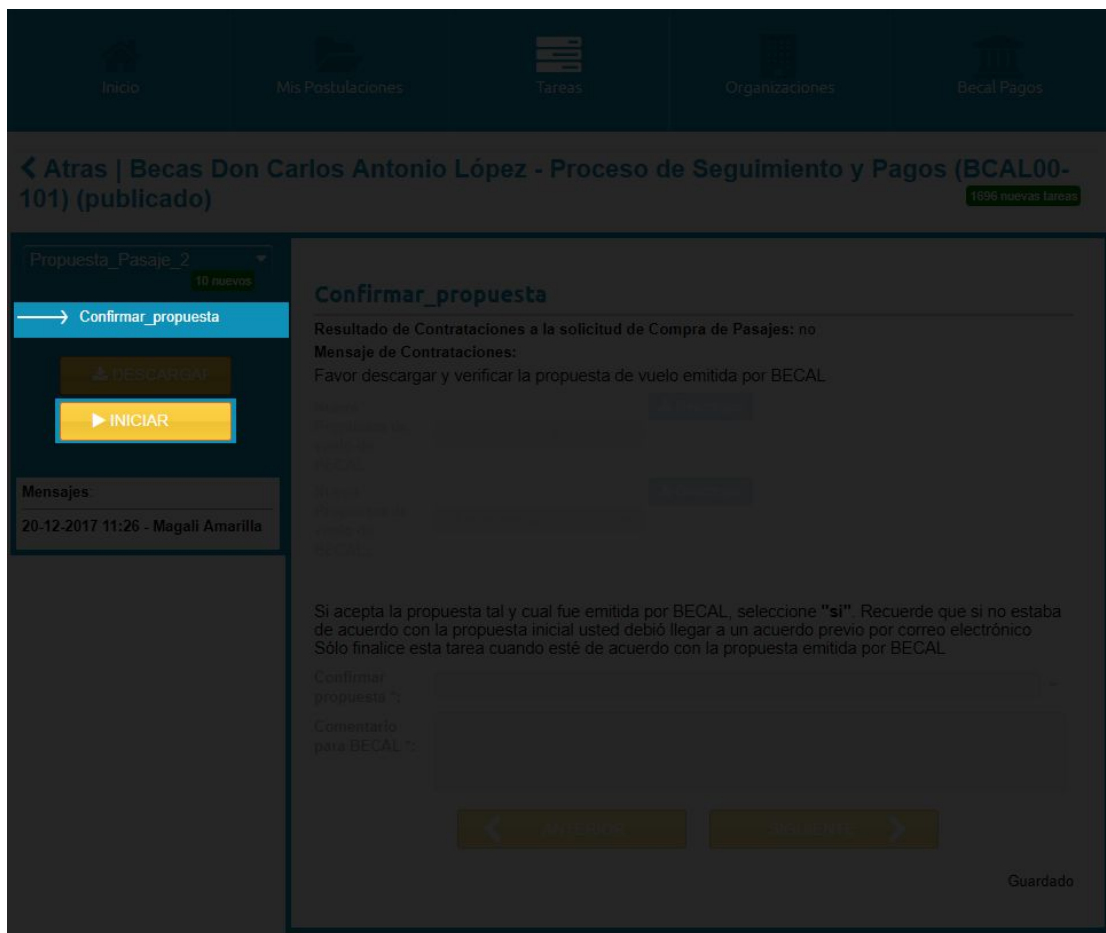 Inicio
Mis Postulaciones
Tareas
Organizaciones
Becal Pagos
Atras | Becas Don Carlos Antonio López - Proceso de Seguimiento y Pagos (BCAL00-
101) (publicado)
1696 nuevas tareas
Propuesta_Pasaje_2
10 nuevos
Confirmar_propuesta
DESCARGAR
INICIAR
Mensajes:
20-12-2017 11:26 - Magali Amarilla
Confirmar_propuesta
Resultado de Contrataciones a la solicitud de Compra de Pasajes: no
Mensaje de Contrataciones:
Favor descargar y verificar la propuesta de vuelo emitida por BECAL
Si acepta la propuesta tal y cual fue emitida por BECAL, seleccione "si". Recuerde que si no estaba
de acuerdo con la propuesta inicial usted debió llegar a un acuerdo previo por correo electrónico
Sólo finalice esta tarea cuando esté de acuerdo con la propuesta emitida por BECAL
Confirmar
propuesta *:
Comentario
para BECAL *:
ANTERIOR
SIGUIENTE
Guardado